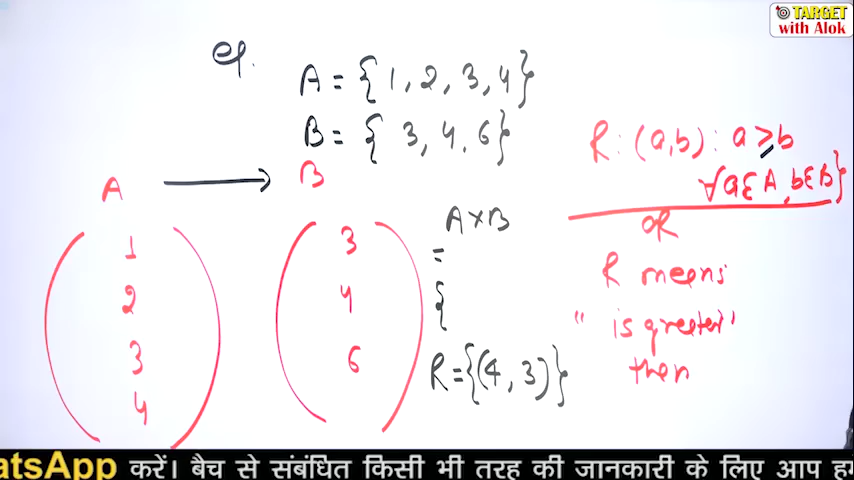 TARGET
with Alok
eg.
A = { 1, 2, 3, 4 }
B = { 3, 4, 6 }
R : (a,b) : a ≥ b
∀ a ∈ A, b ∈ B }
A ⟶ B
A × B
=
{
1
2
3
4
3
4
6
R = { (4, 3) }
or
R means
" is greater "
then
atsApp करें। बैच से संबंधित किसी भी तरह की जानकारी के लिए आप हम